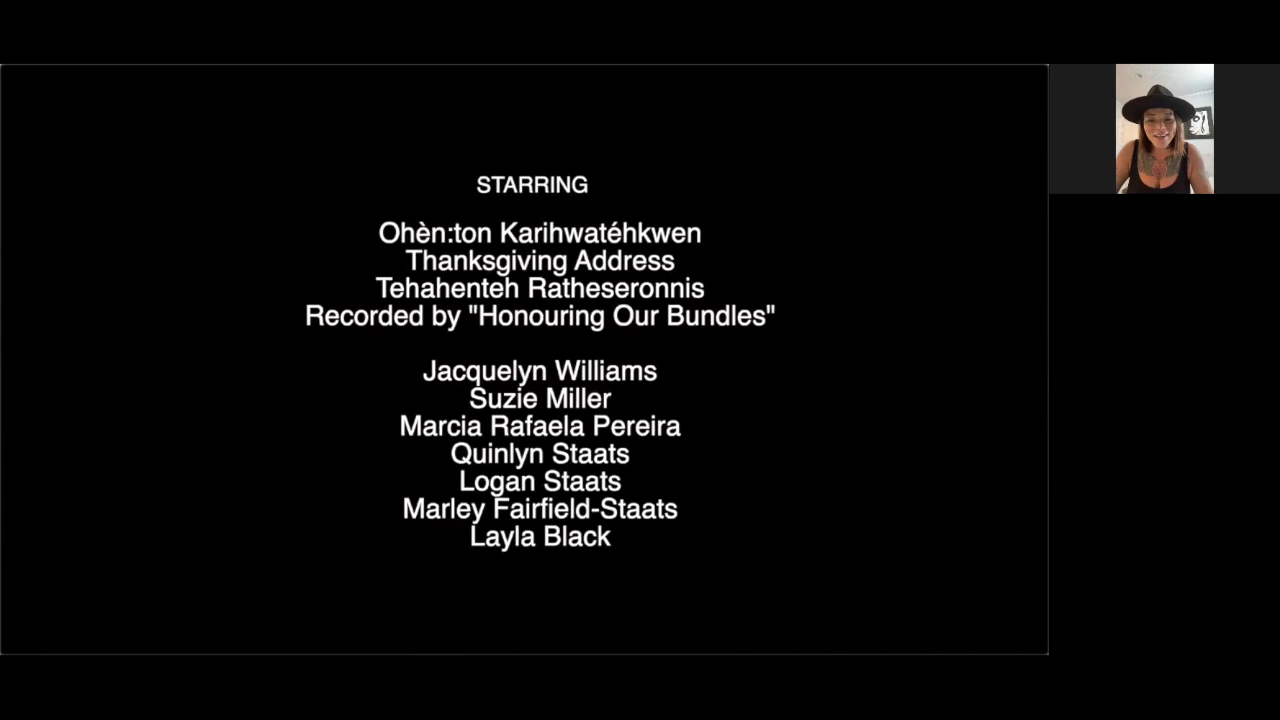 STARRING
Ohèn:ton Karihwatéhkwen
Thanksgiving Address
Tehahenteh Ratheseronnis
Recorded by "Honouring Our Bundles"
Jacquelyn Williams
Suzie Miller
Marcia Rafaela Pereira
Quinlyn Staats
Logan Staats
Marley Fairfield-Staats
Layla Black